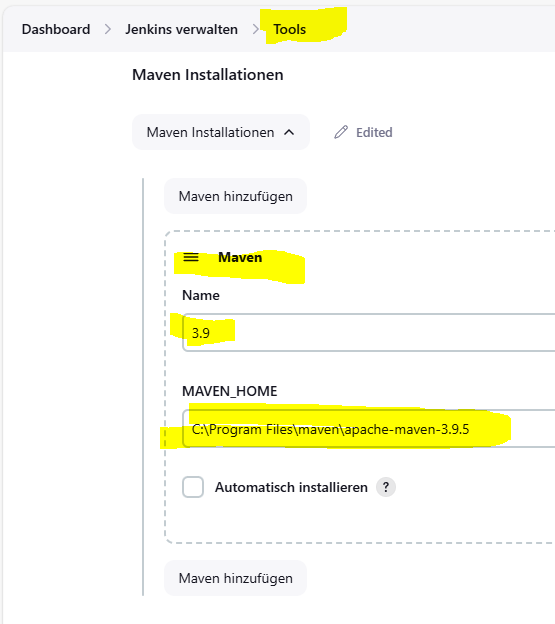 Dashboard > Jenkins verwalten > Tools
Maven Installationen
Maven Installationen
Edited
Maven hinzufügen
Maven
Name
3.9
MAVEN_HOME
C:\Program Files\maven\apache-maven-3.9.5
Automatisch installieren ?
Maven hinzufügen